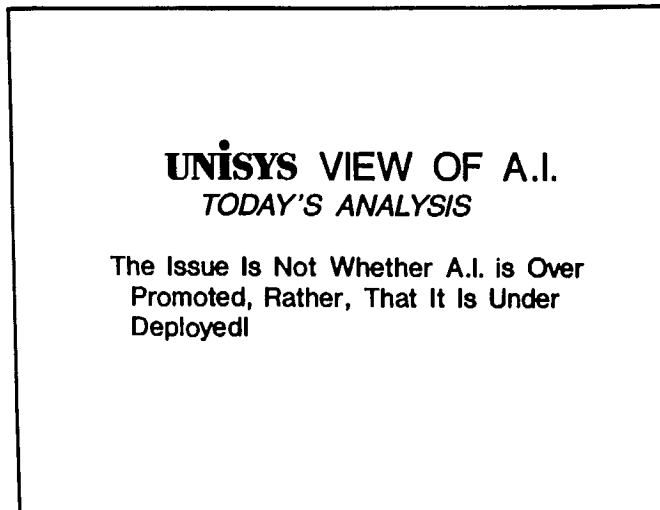 UNiSYS VIEW OF A.I.
TODAY'S ANALYSIS
The Issue Is Not Whether A.I. is Over
Promoted, Rather, That It Is Under
Deployed!